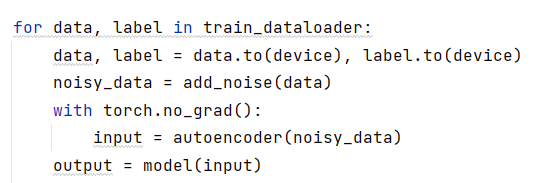 for data, label in train_dataloader:
    data, label = data.to(device), label.to(device)
    noisy_data = add_noise(data)
    with torch.no_grad():
        input = autoencoder(noisy_data)
    output = model(input)